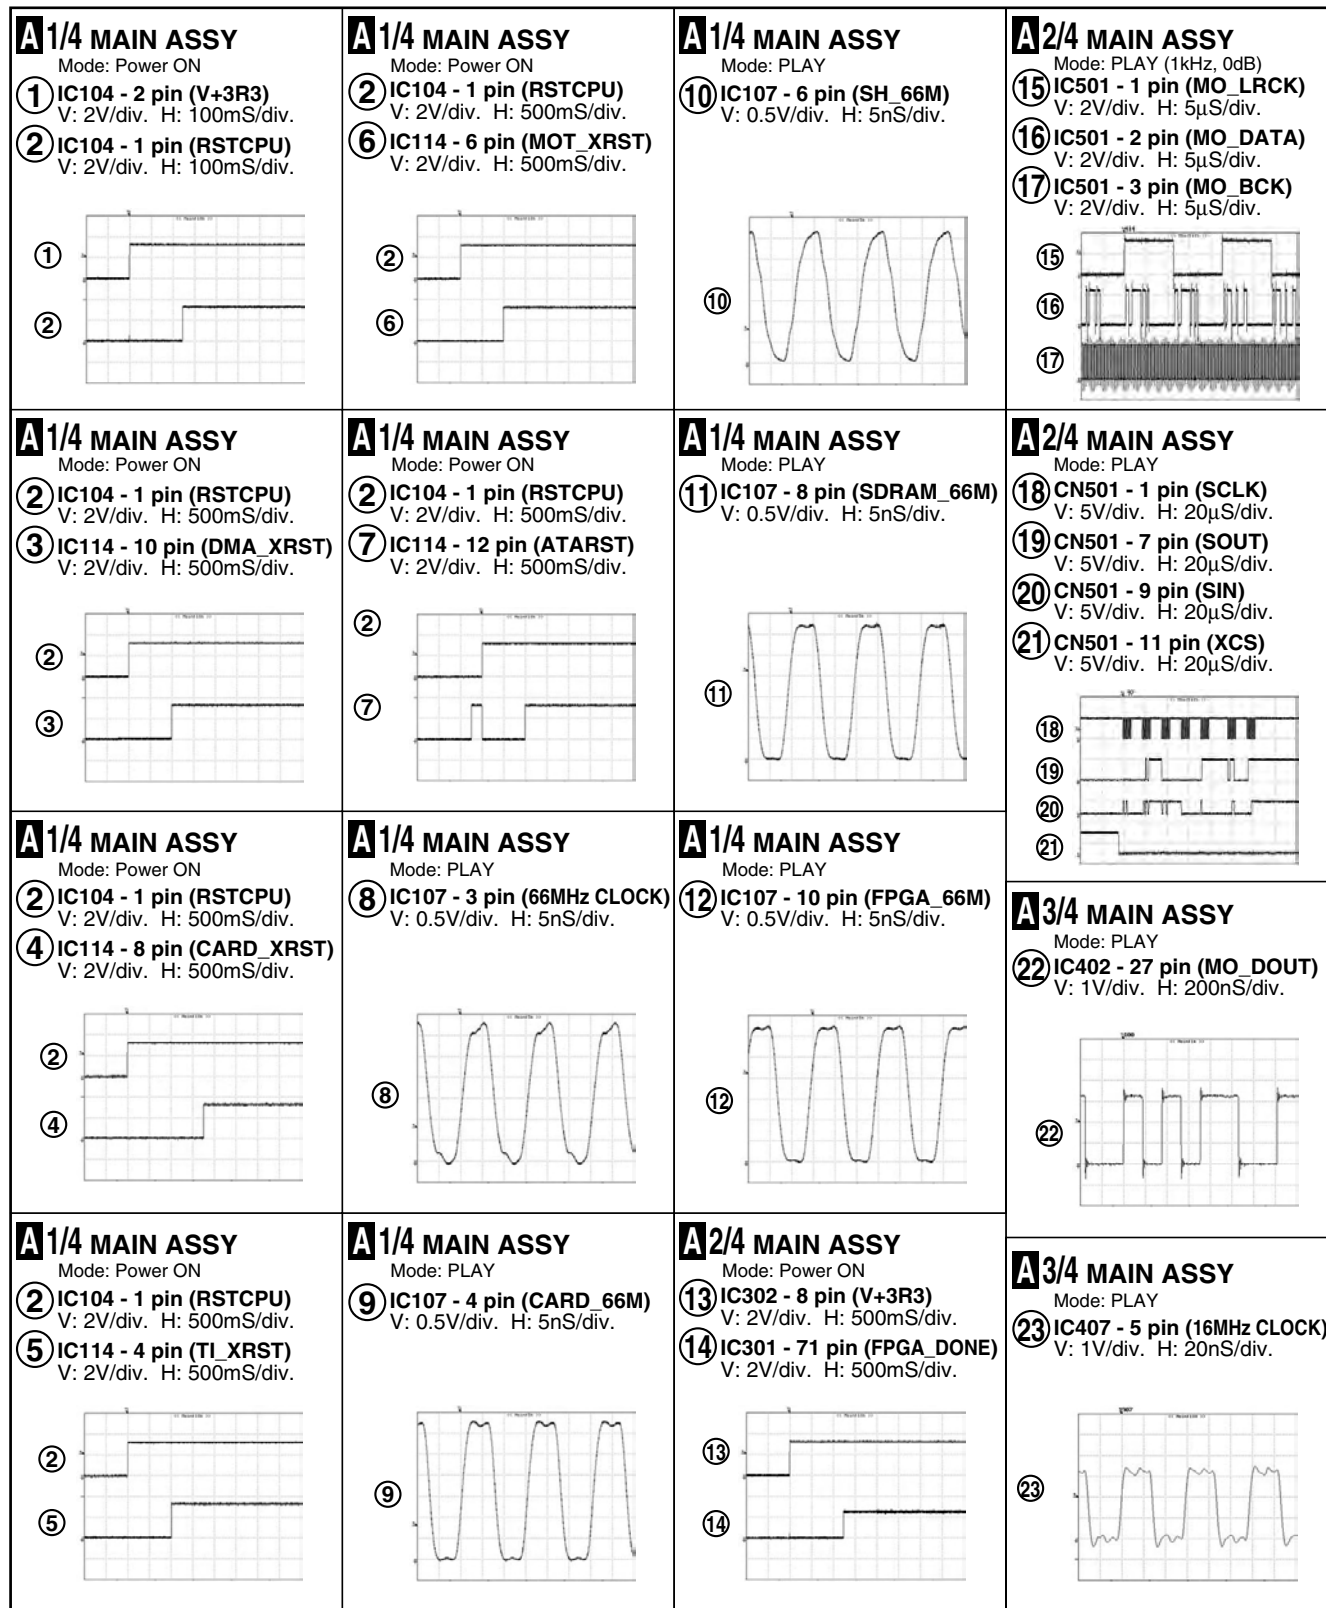 A 1/4 MAIN ASSY
Mode: Power ON
① IC104 - 2 pin (V+3R3)
V: 2V/div. H: 100mS/div.
② IC104 - 1 pin (RSTCPU)
V: 2V/div. H: 100mS/div.
①
②
A 1/4 MAIN ASSY
Mode: Power ON
② IC104 - 1 pin (RSTCPU)
V: 2V/div. H: 500mS/div.
③ IC114 - 10 pin (DMA_XRST)
V: 2V/div. H: 500mS/div.
②
③
A 1/4 MAIN ASSY
Mode: Power ON
② IC104 - 1 pin (RSTCPU)
V: 2V/div. H: 500mS/div.
④ IC114 - 8 pin (CARD_XRST)
V: 2V/div. H: 500mS/div.
②
④
A 1/4 MAIN ASSY
Mode: Power ON
② IC104 - 1 pin (RSTCPU)
V: 2V/div. H: 500mS/div.
⑤ IC114 - 4 pin (TI_XRST)
V: 2V/div. H: 500mS/div.
②
⑤
A 1/4 MAIN ASSY
Mode: Power ON
② IC104 - 1 pin (RSTCPU)
V: 2V/div. H: 500mS/div.
⑥ IC114 - 6 pin (MOT_XRST)
V: 2V/div. H: 500mS/div.
②
⑥
A 1/4 MAIN ASSY
Mode: Power ON
② IC104 - 1 pin (RSTCPU)
V: 2V/div. H: 500mS/div.
⑦ IC114 - 12 pin (ATARST)
V: 2V/div. H: 500mS/div.
②
⑦
A 1/4 MAIN ASSY
Mode: PLAY
⑧ IC107 - 3 pin (66MHz CLOCK)
V: 0.5V/div. H: 5nS/div.
⑧
A 1/4 MAIN ASSY
Mode: PLAY
⑨ IC107 - 4 pin (CARD_66M)
V: 0.5V/div. H: 5nS/div.
⑨
A 1/4 MAIN ASSY
Mode: PLAY
⑩ IC107 - 6 pin (SH_66M)
V: 0.5V/div. H: 5nS/div.
⑩
A 1/4 MAIN ASSY
Mode: PLAY
⑪ IC107 - 8 pin (SDRAM_66M)
V: 0.5V/div. H: 5nS/div.
⑪
A 1/4 MAIN ASSY
Mode: PLAY
⑫ IC107 - 10 pin (FPGA_66M)
V: 0.5V/div. H: 5nS/div.
⑫
A 2/4 MAIN ASSY
Mode: Power ON
⑬ IC302 - 8 pin (V+3R3)
V: 2V/div. H: 500mS/div.
⑭ IC301 - 71 pin (FPGA_DONE)
V: 2V/div. H: 500mS/div.
⑬
⑭
A 2/4 MAIN ASSY
Mode: PLAY (1kHz, 0dB)
⑮ IC501 - 1 pin (MO_LRCK)
V: 2V/div. H: 5µS/div.
⑯ IC501 - 2 pin (MO_DATA)
V: 2V/div. H: 5µS/div.
⑰ IC501 - 3 pin (MO_BCK)
V: 2V/div. H: 5µS/div.
⑮
⑯
⑰
A 2/4 MAIN ASSY
Mode: PLAY
⑱ CN501 - 1 pin (SCLK)
V: 5V/div. H: 20µS/div.
⑲ CN501 - 7 pin (SOUT)
V: 5V/div. H: 20µS/div.
⑳ CN501 - 9 pin (SIN)
V: 5V/div. H: 20µS/div.
㉑ CN501 - 11 pin (XCS)
V: 5V/div. H: 20µS/div.
⑱
⑲
⑳
㉑
A 3/4 MAIN ASSY
Mode: PLAY
㉒ IC402 - 27 pin (MO_DOUT)
V: 1V/div. H: 200nS/div.
㉒
A 3/4 MAIN ASSY
Mode: PLAY
㉓ IC407 - 5 pin (16MHz CLOCK)
V: 1V/div. H: 20nS/div.
㉓